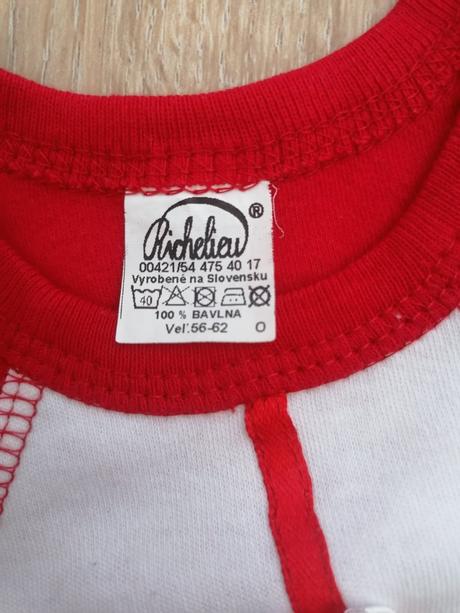 Richelieu ®
00421/54 475 40 17
Vyrobené na Slovensku
40
100 % BAVLNA
Veľ.56-62 O